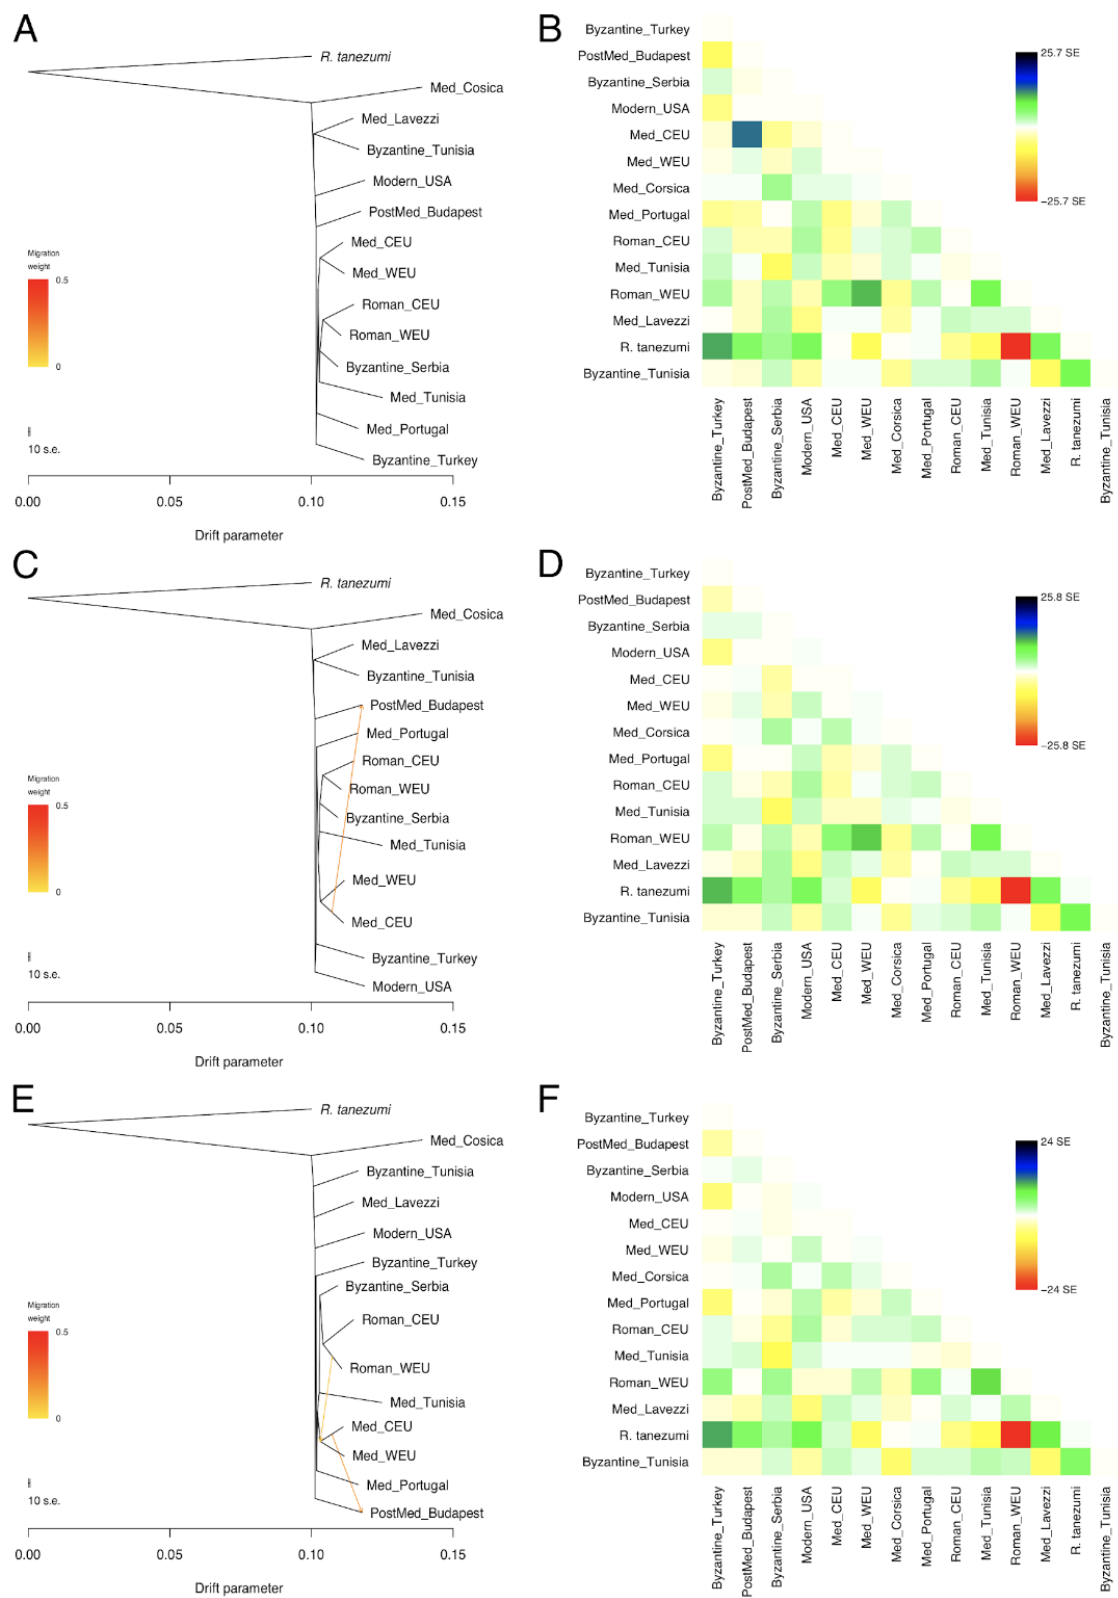 A
R. tanezumi
Med_Cosica
Med_Lavezzi
Byzantine_Tunisia
Modern_USA
PostMed_Budapest
Med_CEU
Med_WEU
Roman_CEU
Roman_WEU
Byzantine_Serbia
Med_Tunisia
Med_Portugal
Byzantine_Turkey
Migration
weight
0.5
0
10 s.e.
0.00 0.05 0.10 0.15
Drift parameter
B
Byzantine_Turkey
PostMed_Budapest
Byzantine_Serbia
Modern_USA
Med_CEU
Med_WEU
Med_Corsica
Med_Portugal
Roman_CEU
Med_Tunisia
Roman_WEU
Med_Lavezzi
R. tanezumi
Byzantine_Tunisia
25.7 SE
−25.7 SE
Byzantine_Turkey
PostMed_Budapest
Byzantine_Serbia
Modern_USA
Med_CEU
Med_WEU
Med_Corsica
Med_Portugal
Roman_CEU
Med_Tunisia
Roman_WEU
Med_Lavezzi
R. tanezumi
Byzantine_Tunisia
C
R. tanezumi
Med_Cosica
Med_Lavezzi
Byzantine_Tunisia
PostMed_Budapest
Med_Portugal
Roman_CEU
Roman_WEU
Byzantine_Serbia
Med_Tunisia
Med_WEU
Med_CEU
Byzantine_Turkey
Modern_USA
Migration
weight
0.5
0
10 s.e.
0.00 0.05 0.10 0.15
Drift parameter
D
Byzantine_Turkey
PostMed_Budapest
Byzantine_Serbia
Modern_USA
Med_CEU
Med_WEU
Med_Corsica
Med_Portugal
Roman_CEU
Med_Tunisia
Roman_WEU
Med_Lavezzi
R. tanezumi
Byzantine_Tunisia
25.8 SE
−25.8 SE
Byzantine_Turkey
PostMed_Budapest
Byzantine_Serbia
Modern_USA
Med_CEU
Med_WEU
Med_Corsica
Med_Portugal
Roman_CEU
Med_Tunisia
Roman_WEU
Med_Lavezzi
R. tanezumi
Byzantine_Tunisia
E
R. tanezumi
Med_Cosica
Byzantine_Tunisia
Med_Lavezzi
Modern_USA
Byzantine_Turkey
Byzantine_Serbia
Roman_CEU
Roman_WEU
Med_Tunisia
Med_CEU
Med_WEU
Med_Portugal
PostMed_Budapest
Migration
weight
0.5
0
10 s.e.
0.00 0.05 0.10 0.15
Drift parameter
F
Byzantine_Turkey
PostMed_Budapest
Byzantine_Serbia
Modern_USA
Med_CEU
Med_WEU
Med_Corsica
Med_Portugal
Roman_CEU
Med_Tunisia
Roman_WEU
Med_Lavezzi
R. tanezumi
Byzantine_Tunisia
24 SE
−24 SE
Byzantine_Turkey
PostMed_Budapest
Byzantine_Serbia
Modern_USA
Med_CEU
Med_WEU
Med_Corsica
Med_Portugal
Roman_CEU
Med_Tunisia
Roman_WEU
Med_Lavezzi
R. tanezumi
Byzantine_Tunisia